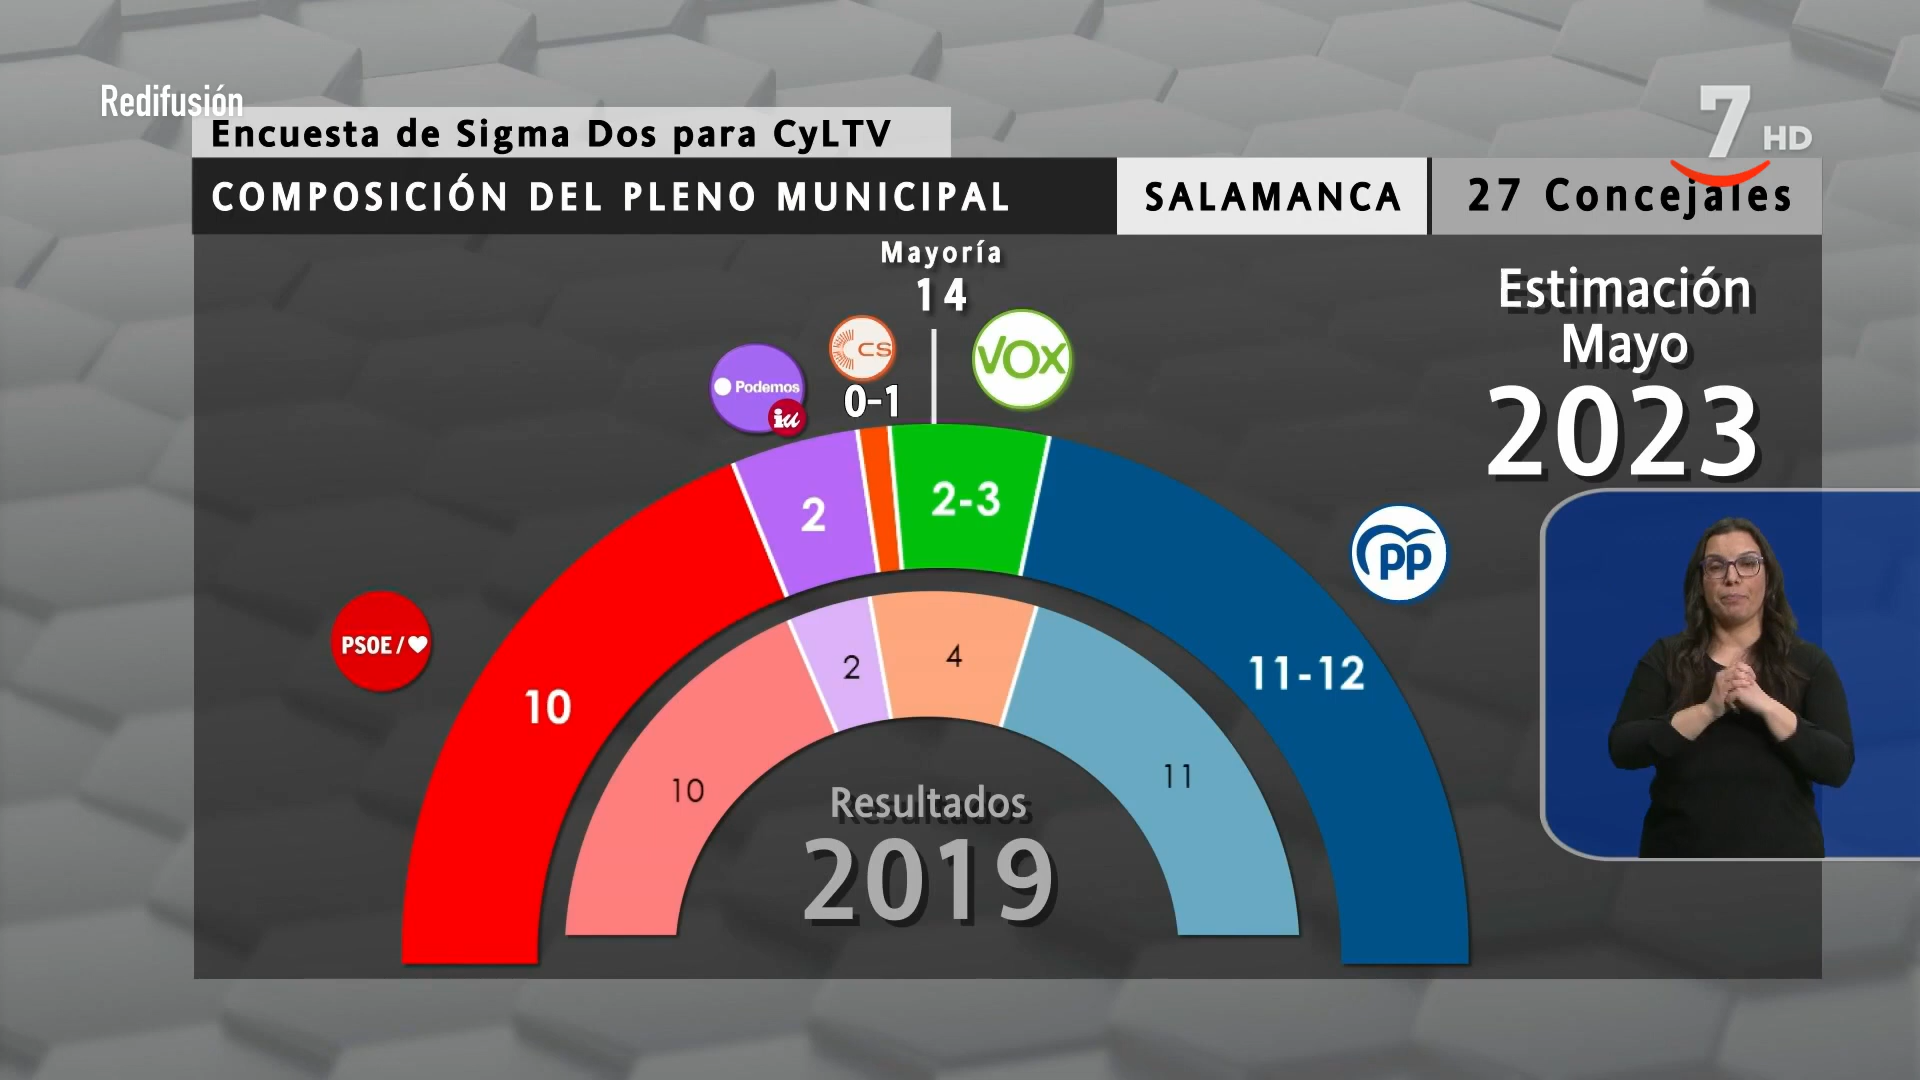 Redifusión
7 HD
Encuesta de Sigma Dos para CyLTV
COMPOSICIÓN DEL PLENO MUNICIPAL
SALAMANCA
27 Concejales
Mayoría
14
Estimación
Mayo
2023
CS
0-1
VOX
Podemos
iu
2
2-3
PP
PSOE/♥
10
11-12
2
4
10
11
Resultados
2019